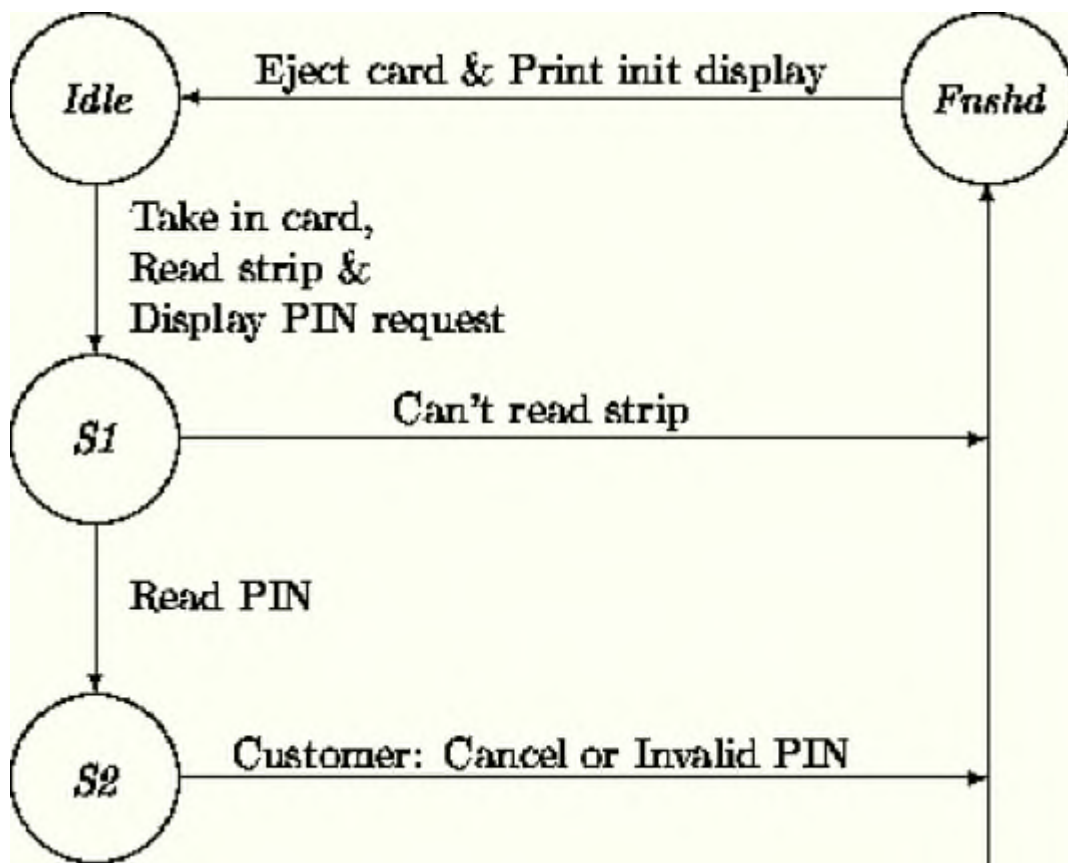 Idle
Eject card & Print init display
Fnshd
Take in card,
Read strip &
Display PIN request
S1
Can't read strip
Read PIN
S2
Customer: Cancel or Invalid PIN